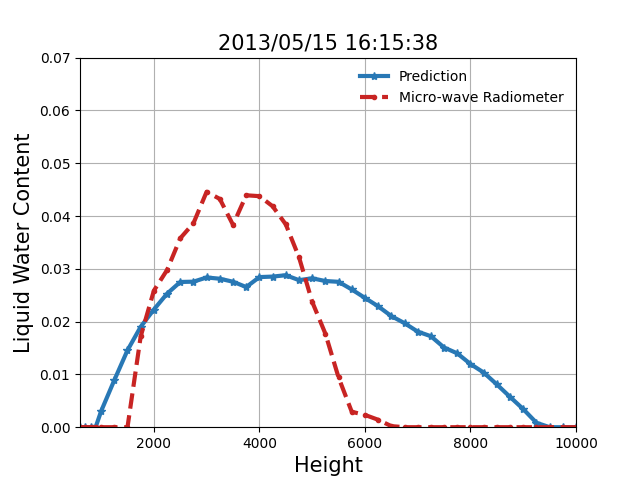 2013/05/15 16:15:38
0.07
0.06
0.05
0.04
0.03
0.02
0.01
0.00
Liquid Water Content
Prediction
Micro-wave Radiometer
2000 4000 6000 8000 10000
Height